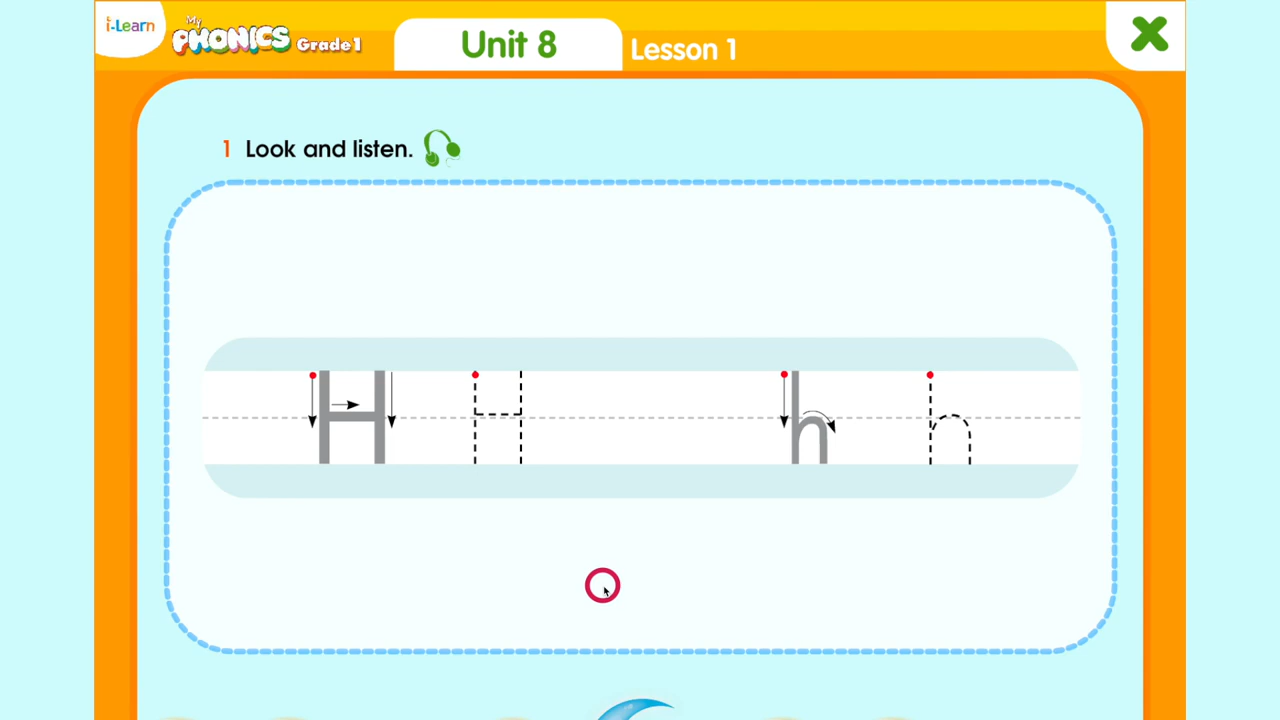 i-Learn
My
PHONICS Grade 1
Unit 8
Lesson 1
1 Look and listen.
H H h h